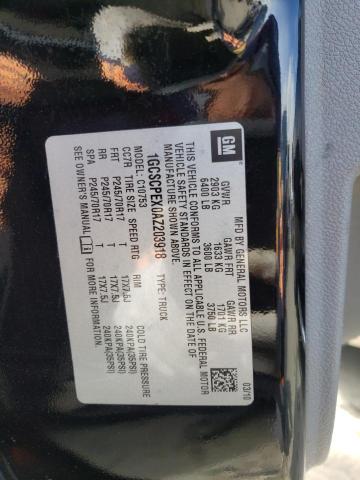 GM
MFD BY GENERAL MOTORS LLC 03/10
GVWR GAWR FRT GAWR RR
2903 KG 1633 KG 1701 KG
6400 LB 3600 LB 3750 LB
THIS VEHICLE CONFORMS TO ALL APPLICABLE U.S. FEDERAL MOTOR
VEHICLE SAFETY STANDARDS IN EFFECT ON THE DATE OF
MANUFACTURE SHOWN ABOVE.
1GCSCPEX0AZ203918 TYPE: TRUCK
MODEL: C10753
CC7R TIRE SIZE SPEED RTG RIM COLD TIRE PRESSURE
FRT P245/70R17 T 17X7.5J 240KPA(35PSI)
RR P245/70R17 T 17X7.5J 240KPA(35PSI)
SPA P245/70R17 T 17X7.5J 240KPA(35PSI)
SEE OWNER'S MANUAL